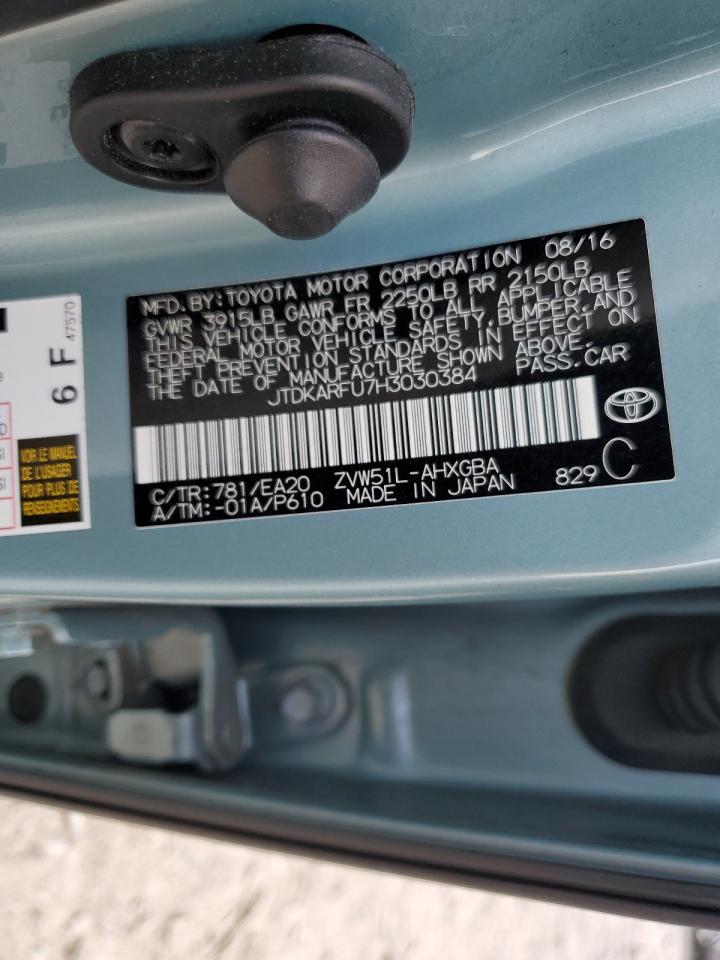 MFD. BY: TOYOTA MOTOR CORPORATION 08/16
GVWR 3915LB GAWR FR 2250LB RR 2150LB
THIS VEHICLE CONFORMS TO ALL APPLICABLE
FEDERAL MOTOR VEHICLE SAFETY, BUMPER, AND
THEFT PREVENTION STANDARDS IN EFFECT ON
THE DATE OF MANUFACTURE SHOWN ABOVE.
JTDKARFU7H3030384 PASS. CAR
C/TR: 781/EA20 ZVW51L-AHXGBA
A/TM: -01A/P610 MADE IN JAPAN 829 C
6 F 47570
VOIR LE MANUEL
DE L'USAGER
POUR PLUS DE
RENSEIGNEMENTS